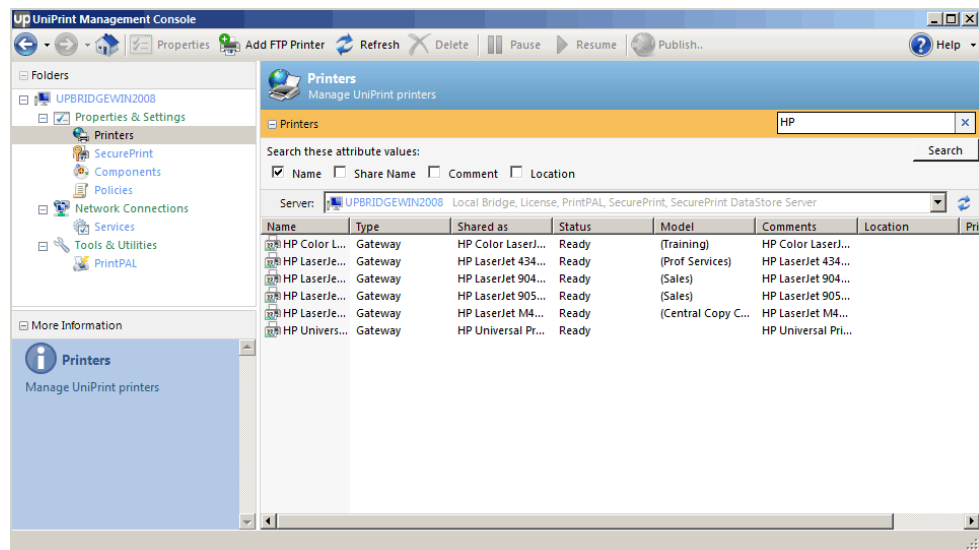 UP UniPrint Management Console
Properties Add FTP Printer Refresh Delete Pause Resume Publish.. Help
Folders
UPBRIDGEWIN2008
Properties & Settings
Printers
SecurePrint
Components
Policies
Network Connections
Services
Tools & Utilities
PrintPAL
More Information
Printers
Manage UniPrint printers
Printers
Manage UniPrint printers
Printers HP
Search these attribute values: Search
Name Share Name Comment Location
Server: UPBRIDGEWIN2008 Local Bridge, License, PrintPAL, SecurePrint, SecurePrint DataStore Server
Name Type Shared as Status Model Comments Location Pri
HP Color L... Gateway HP Color LaserJ... Ready (Training) HP Color LaserJ...
HP LaserJe... Gateway HP LaserJet 434... Ready (Prof Services) HP LaserJet 434...
HP LaserJe... Gateway HP LaserJet 904... Ready (Sales) HP LaserJet 904...
HP LaserJe... Gateway HP LaserJet 905... Ready (Sales) HP LaserJet 905...
HP LaserJe... Gateway HP LaserJet M4... Ready (Central Copy C... HP LaserJet M4...
HP Univers... Gateway HP Universal Pr... Ready HP Universal Pri...